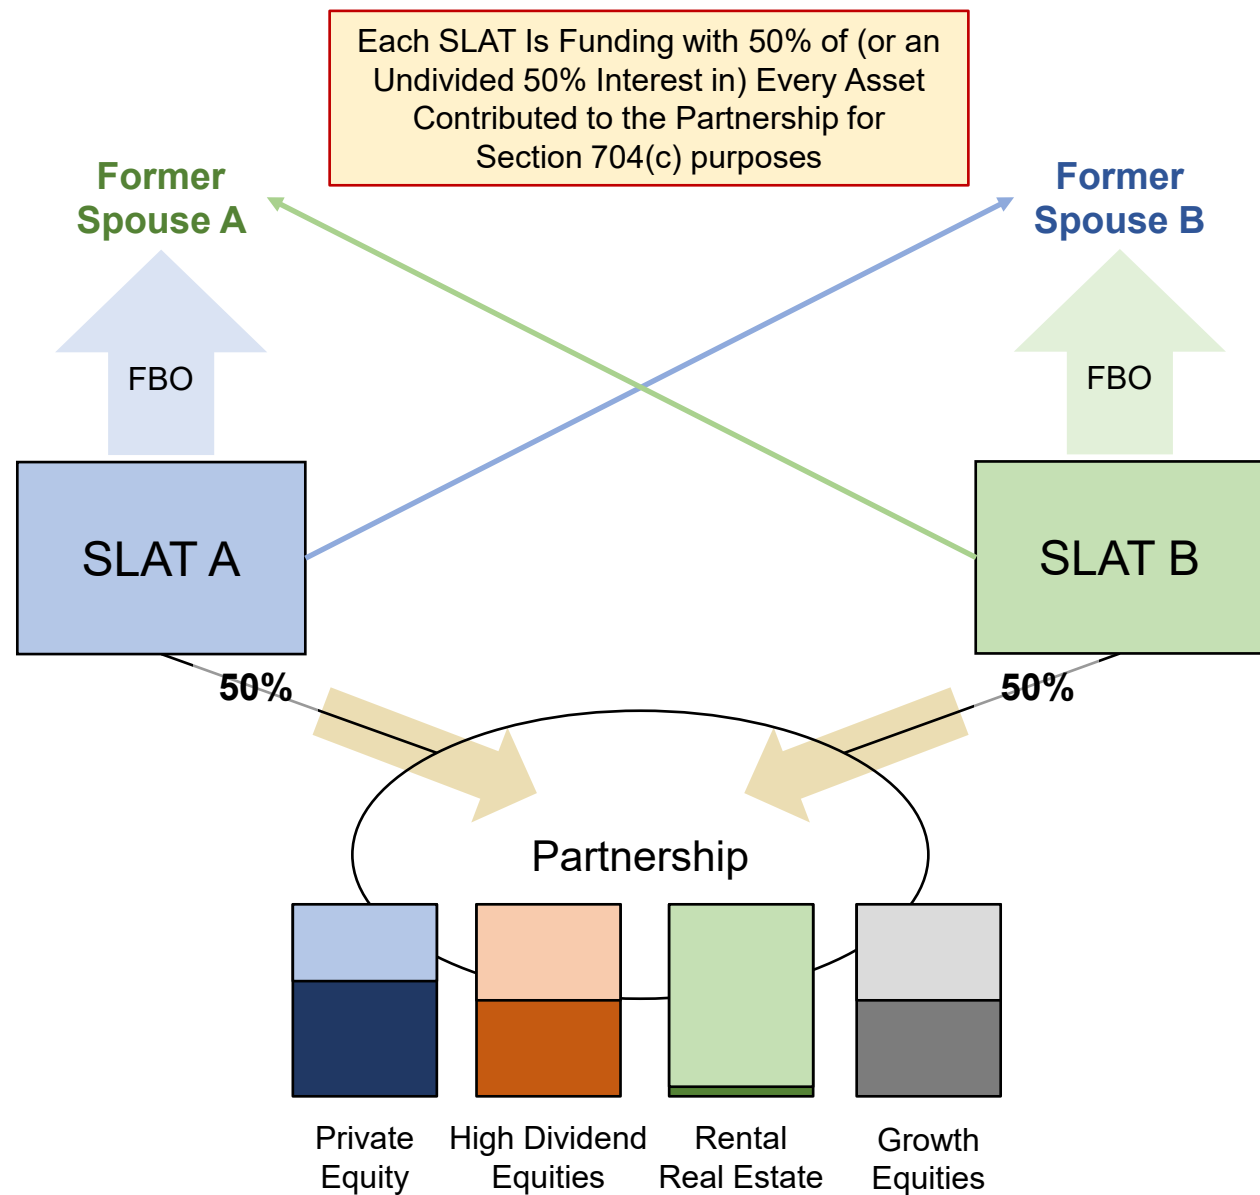 Each SLAT Is Funding with 50% of (or an
Undivided 50% Interest in) Every Asset
Contributed to the Partnership for
Section 704(c) purposes
Former
Spouse A
Former
Spouse B
FBO
FBO
SLAT A
SLAT B
50%
50%
Partnership
Private
Equity
High Dividend
Equities
Rental
Real Estate
Growth
Equities